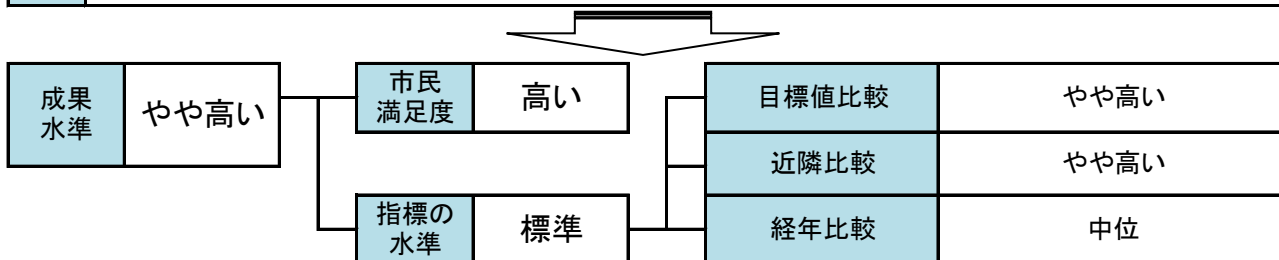 成果
水準
やや高い
市民
満足度
高い
指標の
水準
標準
目標値比較
やや高い
近隣比較
やや高い
経年比較
中位